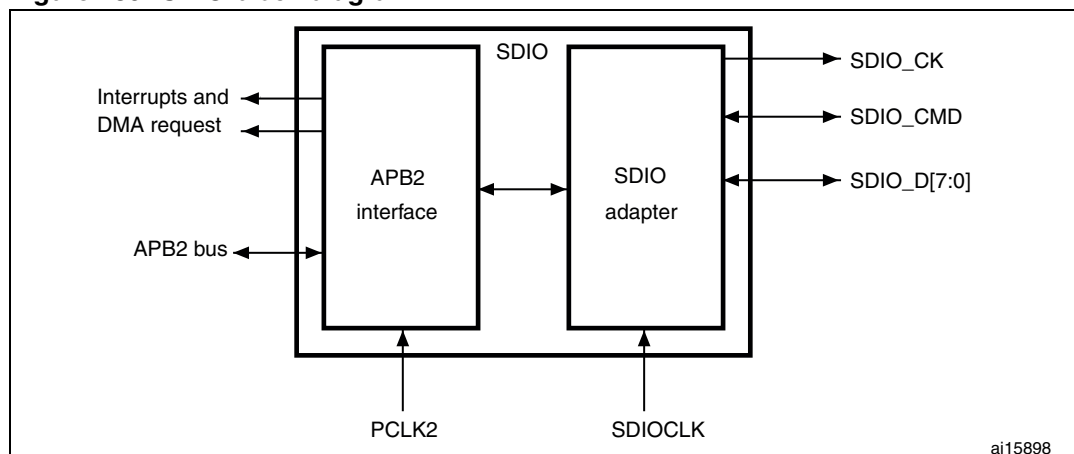 SDIO
SDIO_CK
Interrupts and
DMA request
SDIO_CMD
APB2
interface
SDIO
adapter
SDIO_D[7:0]
APB2 bus
PCLK2
SDIOCLK
ai15898